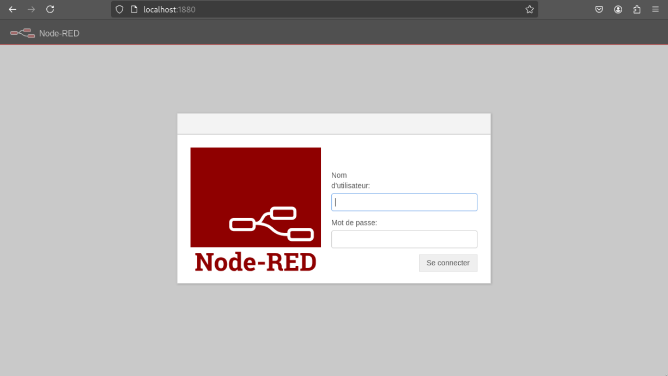 localhost:1880
Node-RED
Nom
d'utilisateur:
Mot de passe:
Se connecter
Node-RED